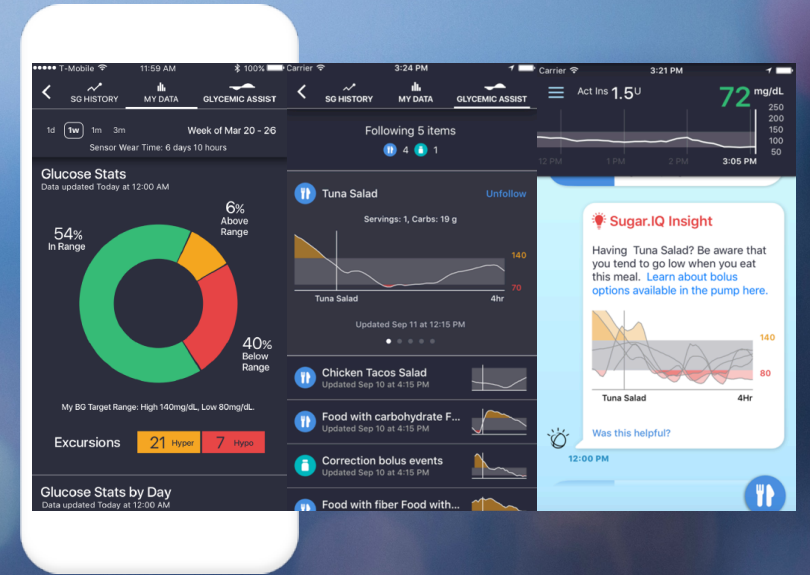 T-Mobile 11:59 AM 100%
SG HISTORY MY DATA GLYCEMIC ASSIST
1d 1w 1m 3m Week of Mar 20 - 26
Sensor Wear Time: 6 days 10 hours
Glucose Stats
Data updated Today at 12:00 AM
6%
Above
Range
54%
In Range
40%
Below
Range
My BG Target Range: High 140mg/dL, Low 80mg/dL.
Excursions 21 Hyper 7 Hypo
Glucose Stats by Day
Data updated Today at 12:00 AM
Carrier 3:24 PM
SG HISTORY MY DATA GLYCEMIC ASSIST
Following 5 items
4 1
Tuna Salad Unfollow
Servings: 1, Carbs: 19 g
140
70
Tuna Salad 4hr
Updated Sep 11 at 12:15 PM
Chicken Tacos Salad
Updated Sep 10 at 4:15 PM
Food with carbohydrate F...
Updated Sep 10 at 4:15 PM
Correction bolus events
Updated Sep 10 at 4:15 PM
Food with fiber Food with...
Carrier 3:21 PM
Act Ins 1.5U 72 mg/dL
250
200
150
100
50
12 PM 1 PM 2 PM 3:05 PM
Sugar.IQ Insight
Having Tuna Salad? Be aware that
you tend to go low when you eat
this meal. Learn about bolus
options available in the pump here.
140
80
Tuna Salad 4Hr
Was this helpful?
12:00 PM